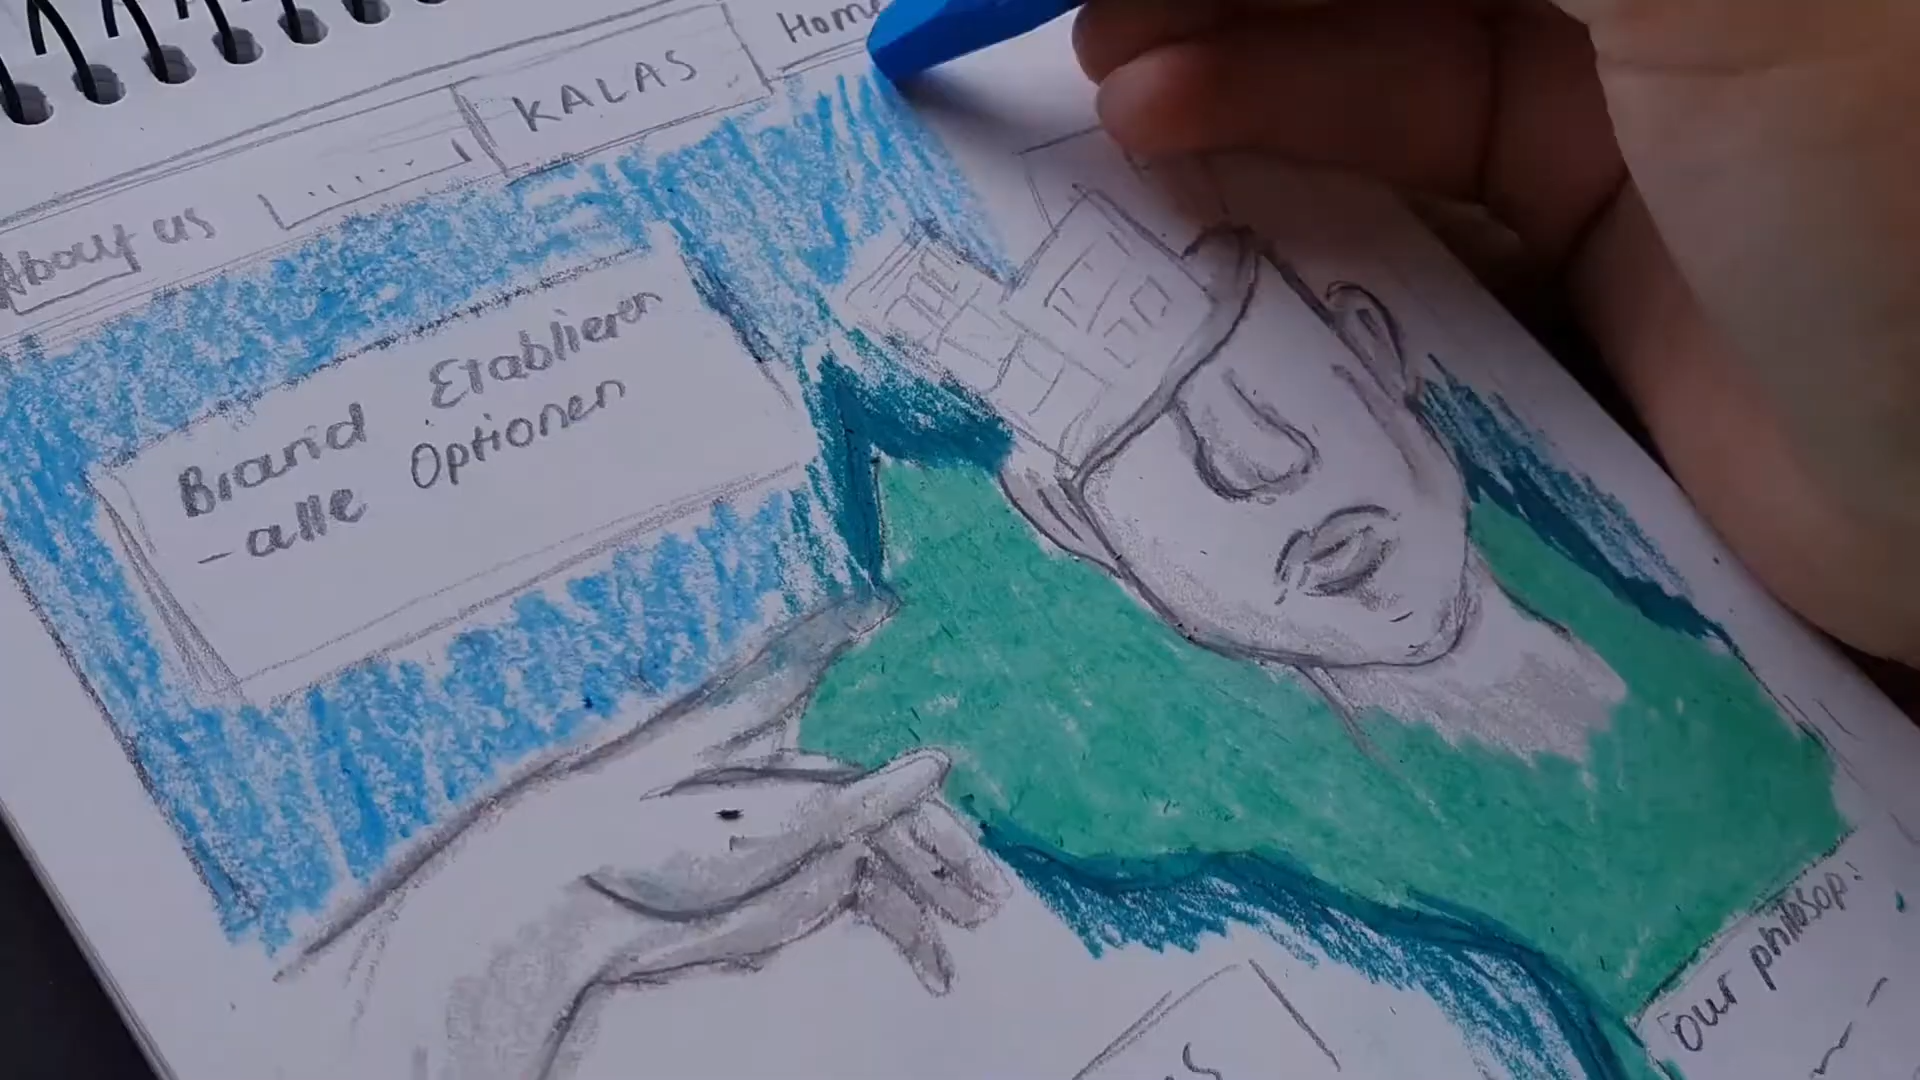 Home
KALAS
About us
Brand Etablieren
- alle Optionen
our philosop